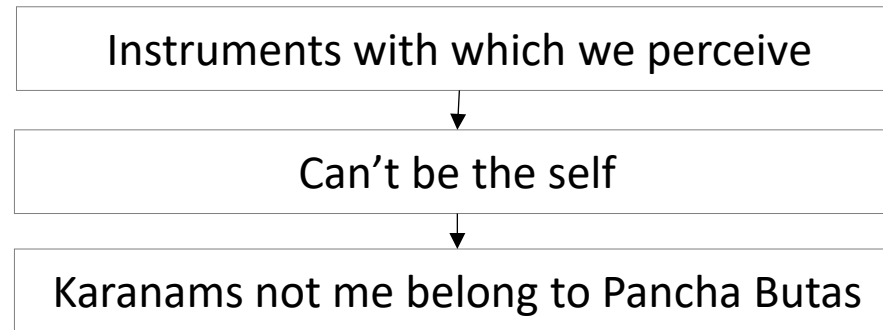 Instruments with which we perceive
Can’t be the self
Karanams not me belong to Pancha Butas